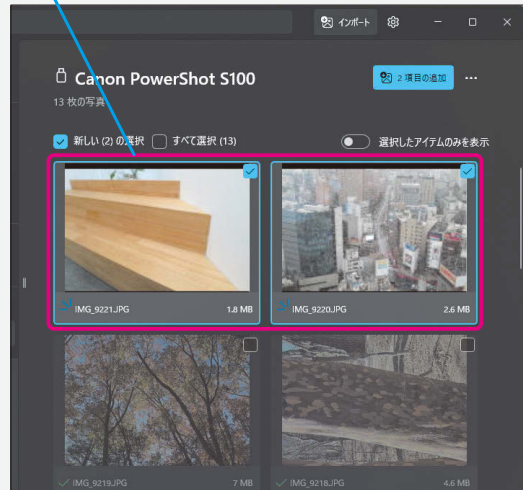 インポート
Canon PowerShot S100
2 項目の追加
13 枚の写真
新しい (2) の選択 すべて選択 (13) 選択したアイテムのみを表示
IMG_9221.JPG 1.8 MB
IMG_9220.JPG 2.6 MB
IMG_9219.JPG 7 MB
IMG_9218.JPG 4.6 MB